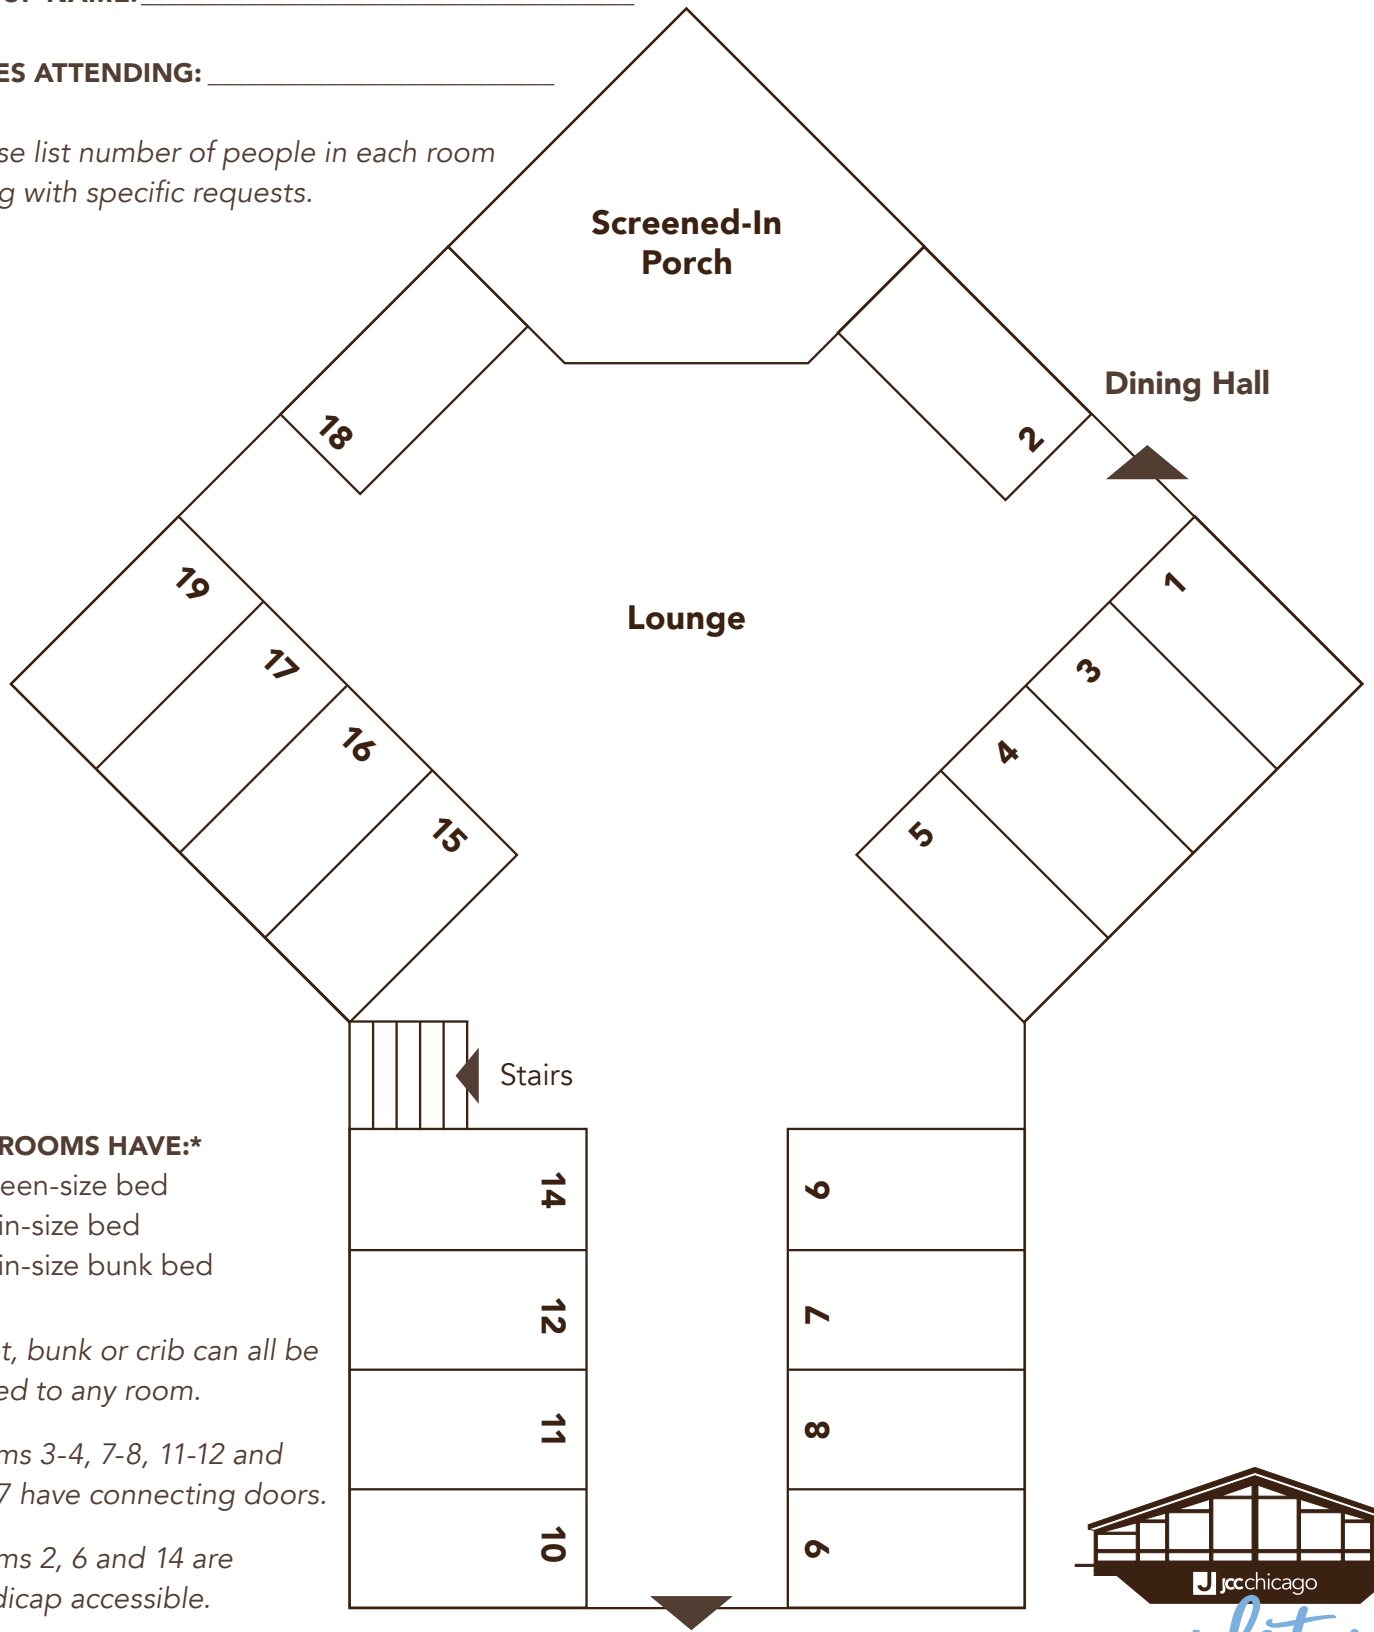 NAME:
ES ATTENDING:
se list number of people in each room
g with specific requests.
Screened-In
Porch
Dining Hall
18
2
19
1
Lounge
17
3
16
4
15
5
Stairs
ROOMS HAVE:*
een-size bed
in-size bed
in-size bunk bed
14
6
12
7
t, bunk or crib can all be
ed to any room.
11
8
ms 3-4, 7-8, 11-12 and
7 have connecting doors.
10
9
ms 2, 6 and 14 are
dicap accessible.
J jccchicago